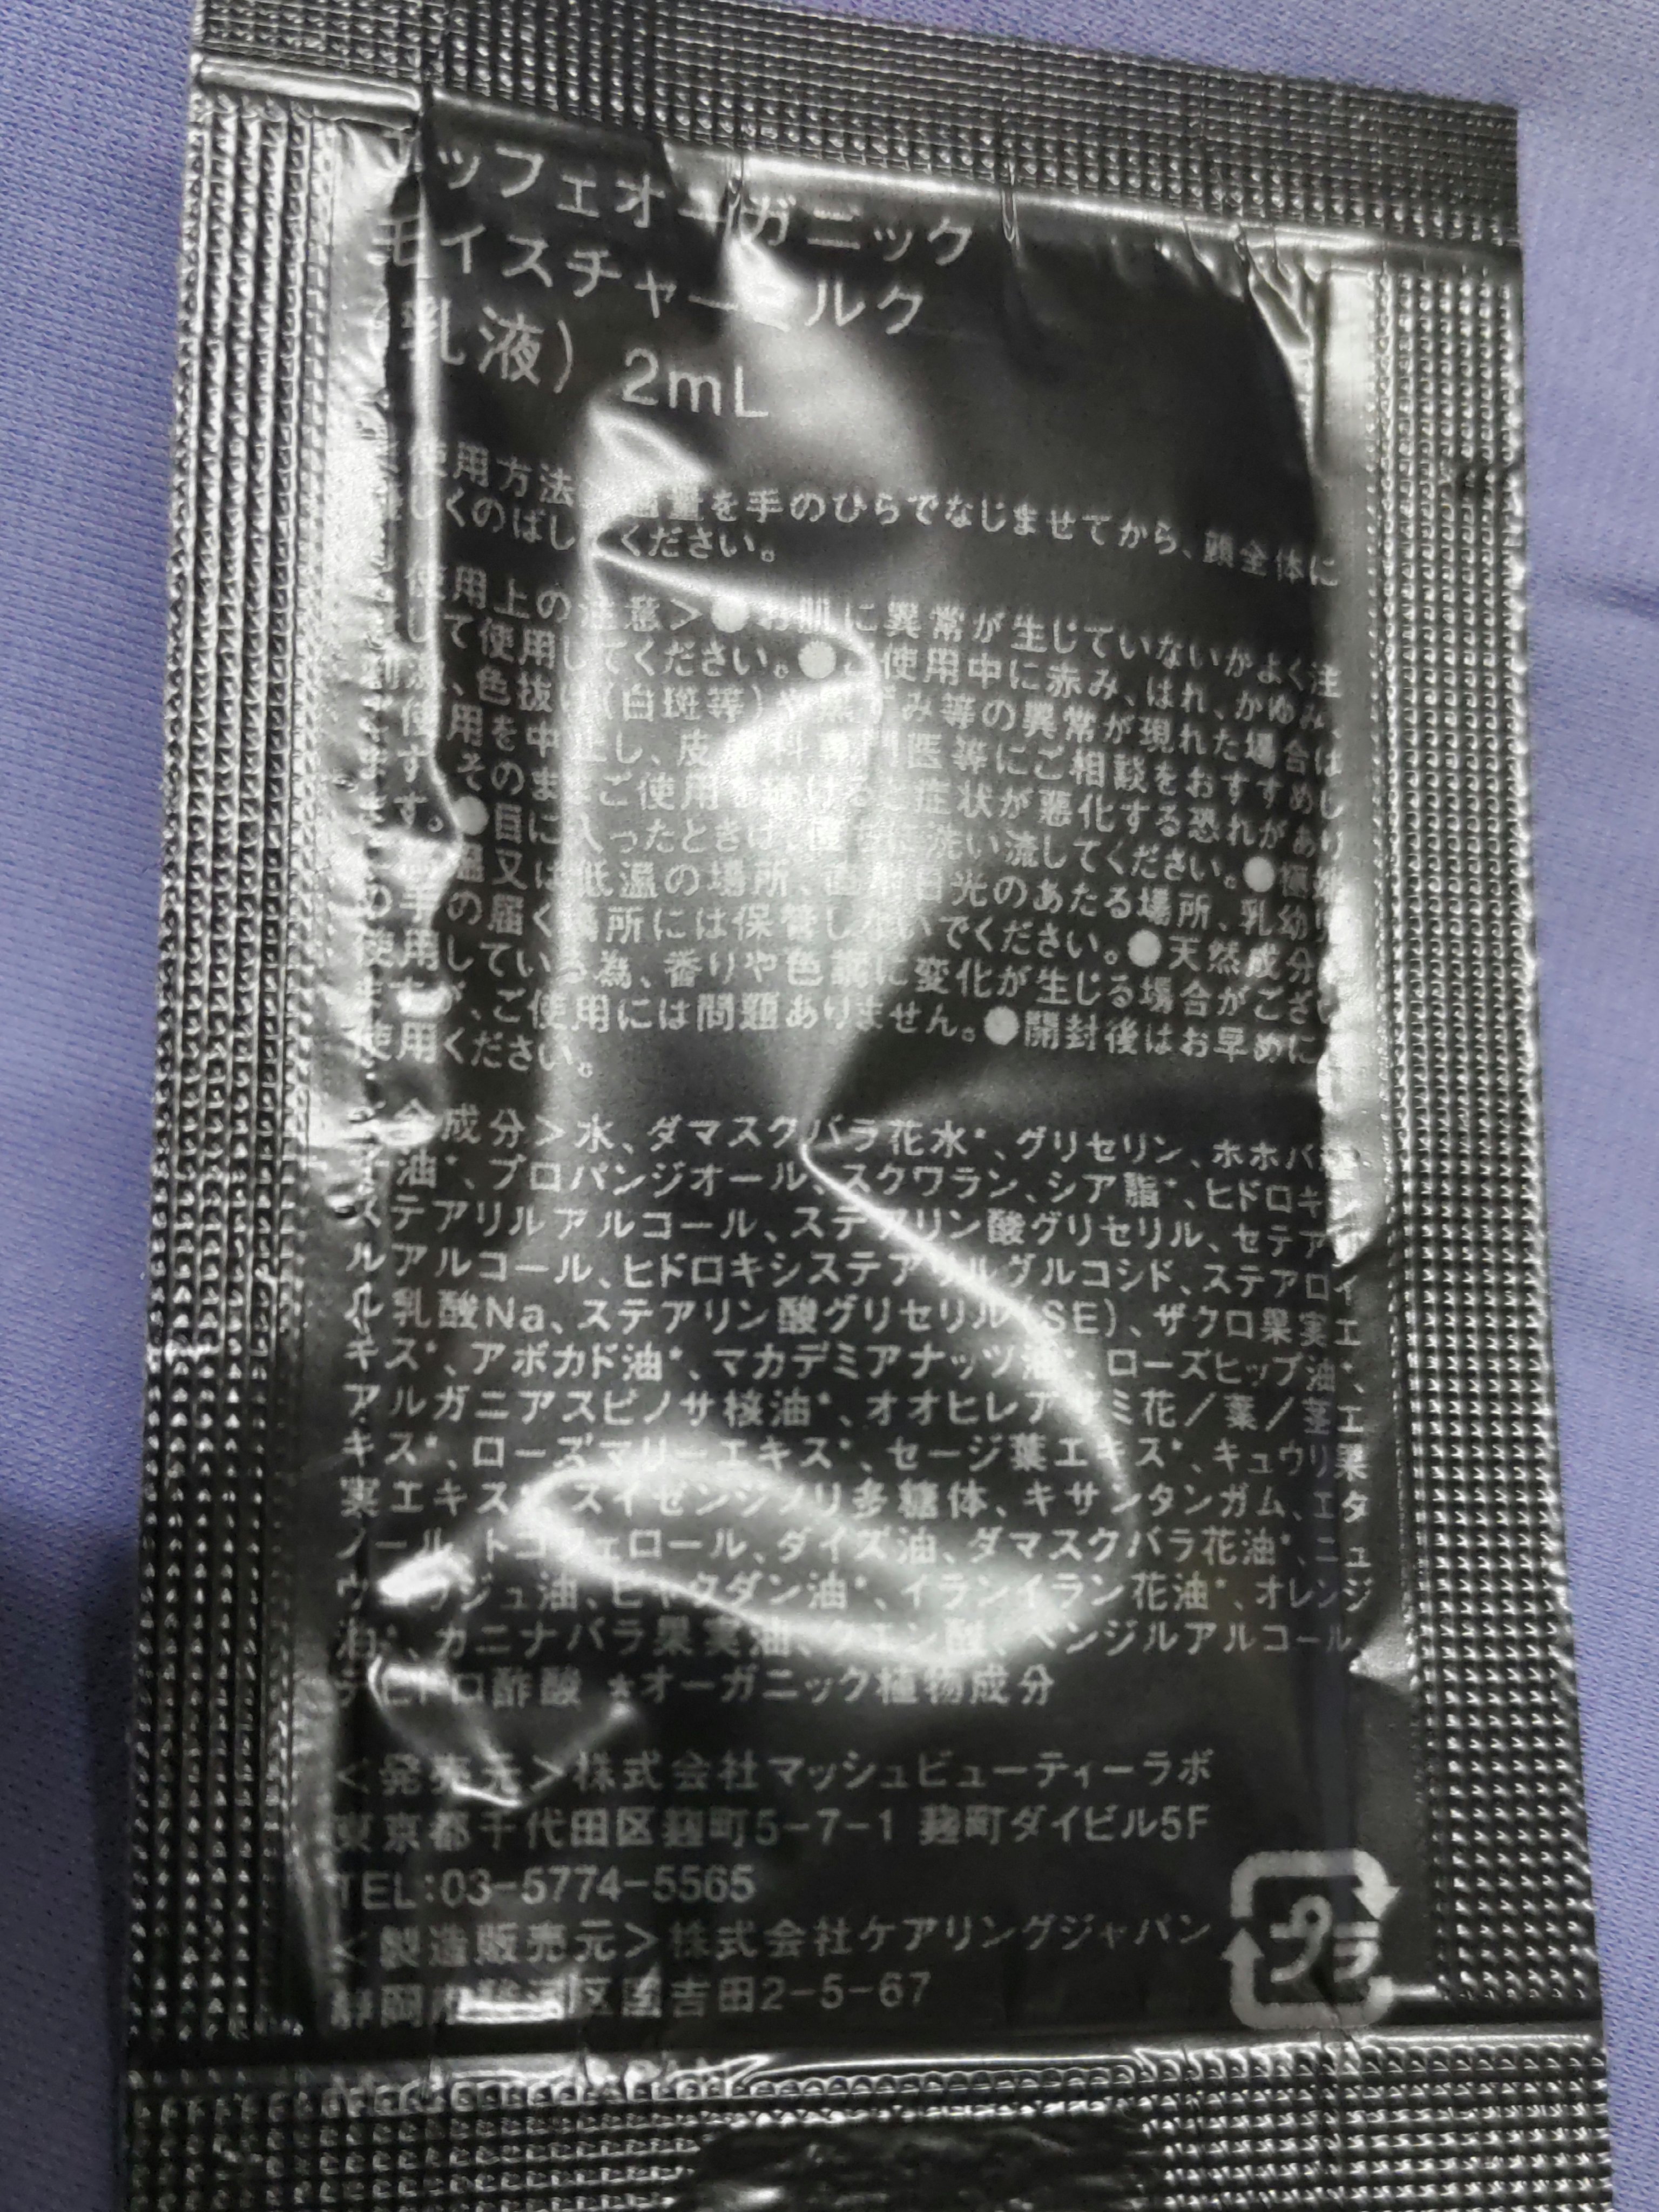 ッフェオーガニック
モイスチャーミルク
乳液） 2mL
使用方法 適量を手のひらでなじませてから、顔全体に
くのばし ください。
使用上の注意＞●お肌に異常が生じていないかよく注
して使用してください。● 使用中に赤み、はれ、かゆみ、
、色抜け（白斑等）や黒ずみ等の異常が現れた場合は
使用を中止し、皮膚科専門医等にご相談をおすすめし
そのままご使用を続けると症状が悪化する恐れがあり
す。●目に入ったときは、直ちに洗い流してください。●極端
温又は低温の場所、直射日光のあたる場所、乳幼
手の届く場所には保管しないでください。●天然成分
使用している為、香りや色調に変化が生じる場合がござい
が、ご使用には問題ありません。●開封後はお早めに
使用ください。
全成分＞水、ダマスクバラ花水*、グリセリン、ホホバ種
子油*、プロパンジオール、スクワラン、シア脂*、ヒドロキシ
ステアリルアルコール、ステアリン酸グリセリル、セテアリ
ルアルコール、ヒドロキシステアリルグルコシド、ステアロイ
ル乳酸Na、ステアリン酸グリセリル(SE)、ザクロ果実エ
キス*、アボカド油*、マカデミアナッツ油*、ローズヒップ油*、
アルガニアスピノサ核油*、オオヒレアザミ花／葉／茎エ
キス*、ローズマリーエキス*、セージ葉エキス*、キュウリ果
実エキス*、スイゼンジノリ多糖体、キサンタンガム、エタ
ノール、トコフェロール、ダイズ油、ダマスクバラ花油*、ニュ
ウコウジュ油、ビャクダン油*、イランイラン花油*、オレンジ
油*、カニナバラ果実油、クエン酸、ベンジルアルコール、
デヒドロ酢酸 ★オーガニック植物成分
＜発売元＞株式会社マッシュビューティーラボ
東京都千代田区麹町5-7-1 麹町ダイビル5F
TEL:03-5774-5565
＜製造販売元＞株式会社ケアリングジャパン
静岡市駿河区国吉田2-5-67
プラ